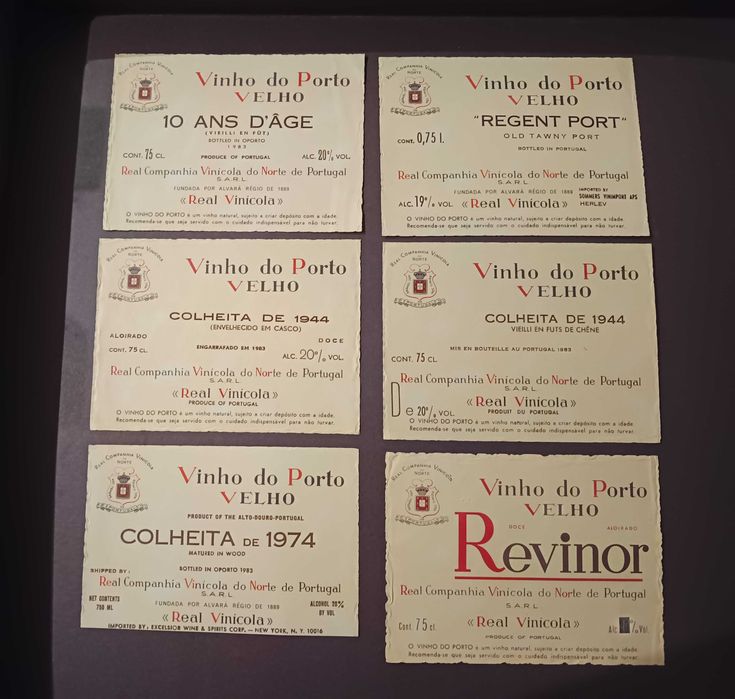 REAL COMPANHIA VINICOLA
DO NORTE
PORTUGAL
Vinho do Porto
VELHO
10 ANS D'ÂGE
(VIEILLI EN FÛT)
BOTTLED IN OPORTO
1983
CONT. 75 CL.
PRODUCE OF PORTUGAL
ALC. 20% VOL.
Real Companhia Vinícola do Norte de Portugal
S.A.R.L.
FUNDADA POR ALVARÁ RÉGIO DE 1889
«Real Vinícola»
O VINHO DO PORTO é um vinho natural, sujeito a criar depósito com a idade.
Recomenda-se que seja servido com o cuidado indispensável para não turvar.
REAL COMPANHIA VINICOLA
DO NORTE
PORTUGAL
Vinho do Porto
VELHO
"REGENT PORT"
CONT. 0,75 l.
OLD TAWNY PORT
BOTTLED IN PORTUGAL
Real Companhia Vinícola do Norte de Portugal
S.A.R.L.
FUNDADA POR ALVARÁ RÉGIO DE 1889
IMPORTED BY
SOMMERS VINIMPORT APS
HERLEV
ALC. 19% VOL.
«Real Vinícola»
O VINHO DO PORTO é um vinho natural, sujeito a criar depósito com a idade.
Recomenda-se que seja servido com o cuidado indispensável para não turvar.
REAL COMPANHIA VINICOLA
DO NORTE
PORTUGAL
Vinho do Porto
VELHO
COLHEITA DE 1944
(ENVELHECIDO EM CASCO)
ALOIRADO
DOCE
CONT. 75 CL.
ENGARRAFADO EM 1983
ALC. 20% VOL.
Real Companhia Vinícola do Norte de Portugal
S.A.R.L.
«Real Vinícola»
PRODUCE OF PORTUGAL
O VINHO DO PORTO é um vinho natural, sujeito a criar depósito com a idade.
Recomenda-se que seja servido com o cuidado indispensável para não turvar.
REAL COMPANHIA VINICOLA
DO NORTE
PORTUGAL
Vinho do Porto
VELHO
COLHEITA DE 1944
VIEILLI EN FUTS DE CHÊNE
MIS EN BOUTEILLE AU PORTUGAL 1983
CONT. 75 CL.
Real Companhia Vinícola do Norte de Portugal
S.A.R.L.
«Real Vinícola»
℮ 20% VOL.
PRODUIT DU PORTUGAL
O VINHO DO PORTO é um vinho natural, sujeito a criar depósito com a idade.
Recomenda-se que seja servido com o cuidado indispensável para não turvar.
REAL COMPANHIA VINICOLA
DO NORTE
PORTUGAL
Vinho do Porto
VELHO
PRODUCT OF THE ALTO-DOURO-PORTUGAL
COLHEITA DE 1974
MATURED IN WOOD
SHIPPED BY:
BOTTLED IN OPORTO 1983
Real Companhia Vinícola do Norte de Portugal
S.A.R.L.
NET CONTENTS
750 ML
FUNDADA POR ALVARÁ RÉGIO DE 1889
ALCOHOL 20%
BY VOL
«Real Vinícola»
IMPORTED BY: EXCELSIOR WINE & SPIRITS CORP. – NEW YORK, N. Y. 10016
REAL COMPANHIA VINICOLA
DO NORTE
PORTUGAL
Vinho do Porto
VELHO
DOCE
ALOIRADO
Revinor
Real Companhia Vinícola do Norte de Portugal
S.A.R.L.
Cont. 75 cl.
«Real Vinícola»
Alc. % Vol.
PRODUCE OF PORTUGAL
O VINHO DO PORTO é um vinho natural, sujeito a criar depósito com a idade.
Recomenda-se que seja servido com o cuidado indispensável para não turvar.